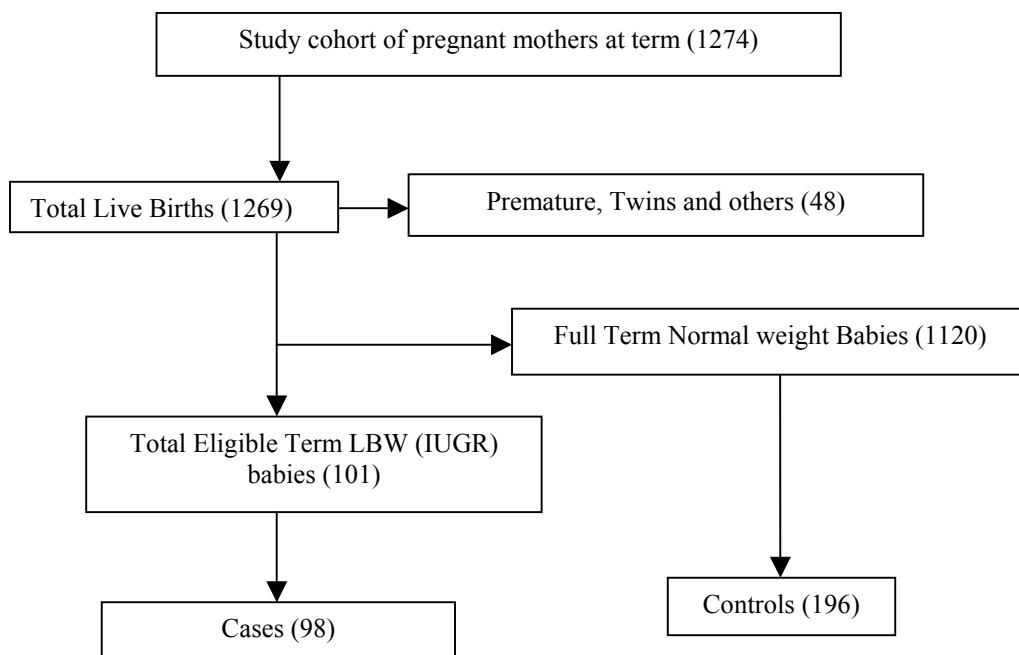 Study cohort of pregnant mothers at term (1274)
Total Live Births (1269)
Premature, Twins and others (48)
Full Term Normal weight Babies (1120)
Total Eligible Term LBW (IUGR)
babies (101)
Controls (196)
Cases (98)